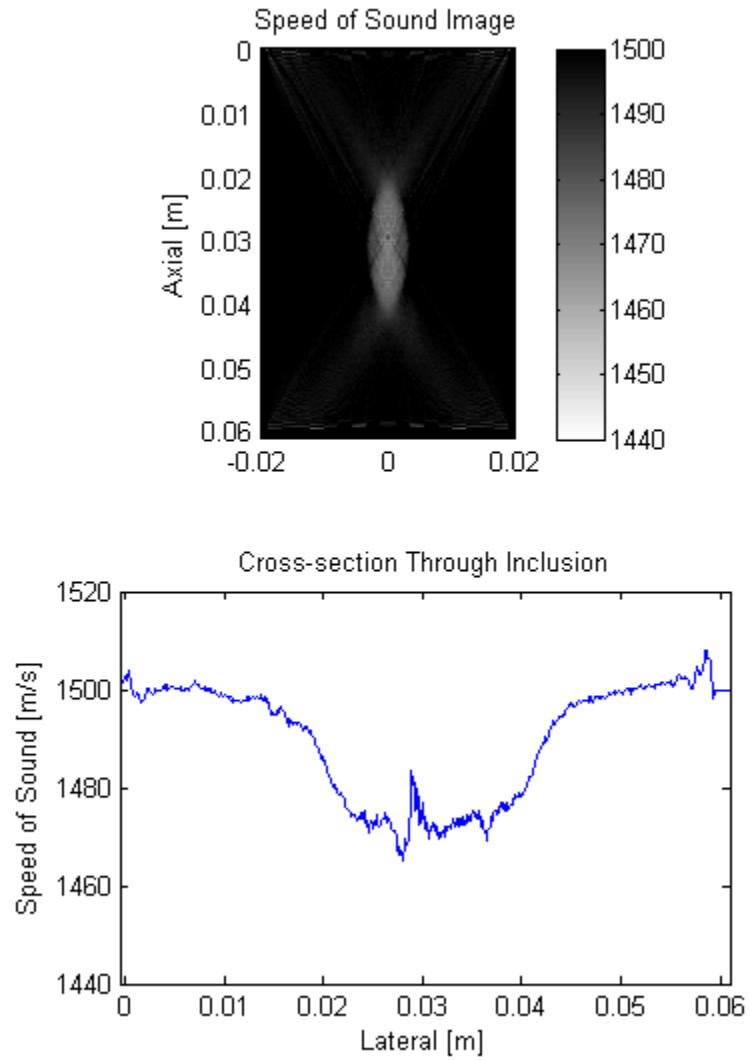 Speed of Sound Image
0
0.01
0.02
0.03
0.04
0.05
0.06
Axial [m]
-0.02 0 0.02
1500
1490
1480
1470
1460
1450
1440
Cross-section Through Inclusion
1520
1500
1480
1460
1440
Speed of Sound [m/s]
0 0.01 0.02 0.03 0.04 0.05 0.06
Lateral [m]